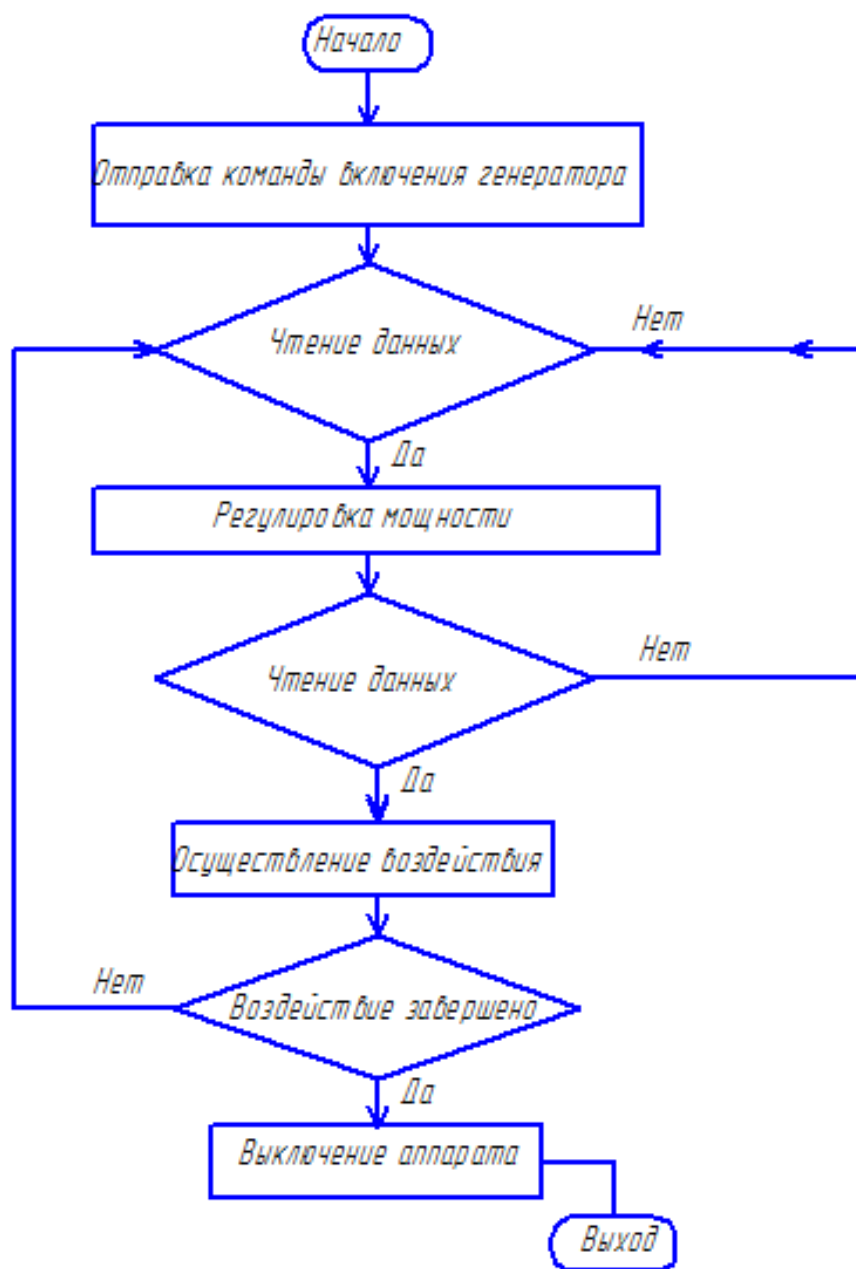 Начало
Отправка команды включения генератора
Чтение данных
Нет
Да
Регулировка мощности
Чтение данных
Нет
Да
Осуществление воздействия
Нет
Воздействие завершено
Да
Выключение аппарата
Выход